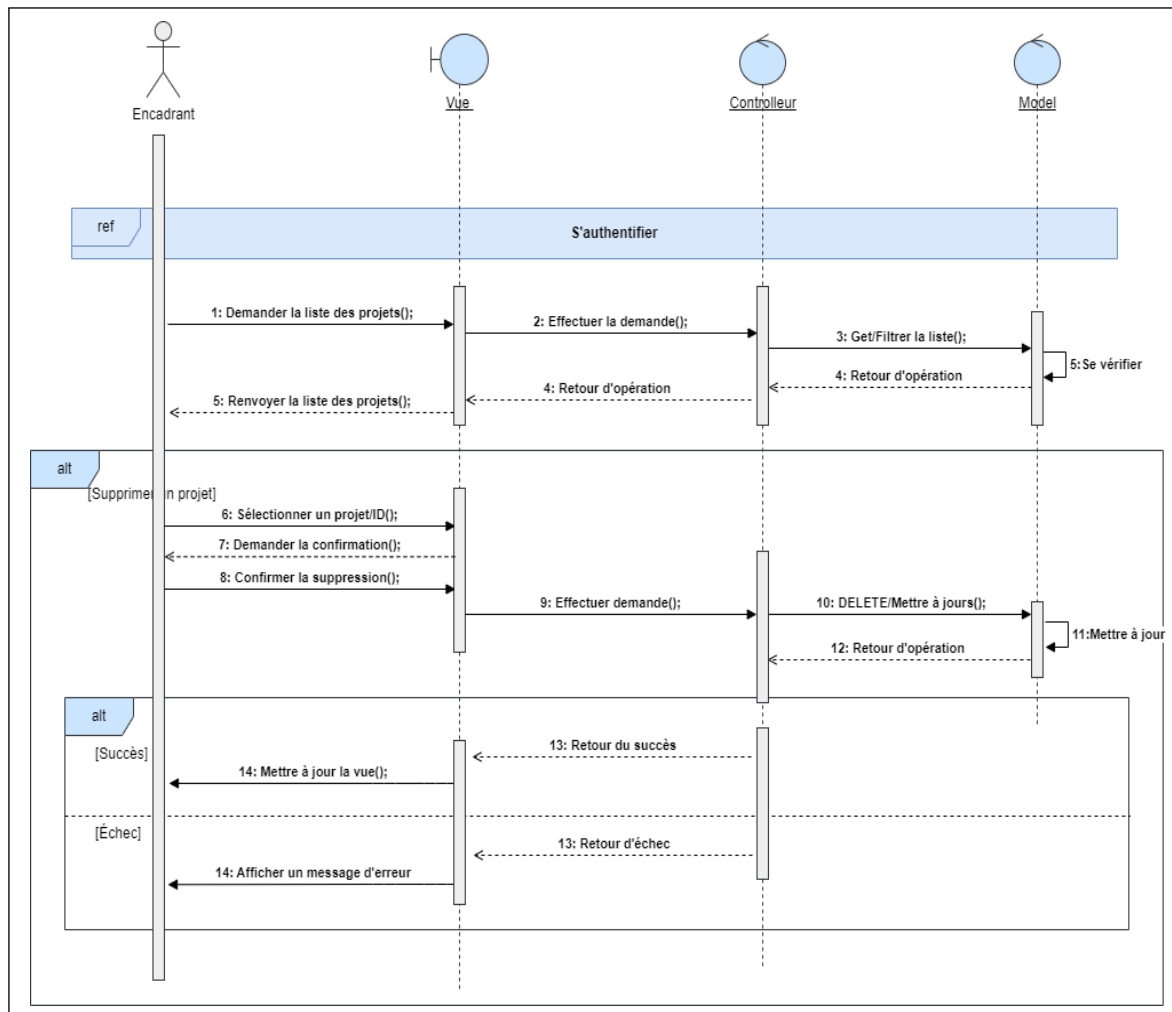 Encadrant
Vue
Controlleur
Model
ref
S'authentifier
1: Demander la liste des projets();
2: Effectuer la demande();
3: Get/Filtrer la liste();
5:Se vérifier
4: Retour d'opération
4: Retour d'opération
5: Renvoyer la liste des projets();
alt
[Supprimer un projet]
6: Sélectionner un projet/ID();
7: Demander la confirmation();
8: Confirmer la suppression();
9: Effectuer demande();
10: DELETE/Mettre à jours();
11:Mettre à jour
12: Retour d'opération
alt
[Succès]
13: Retour du succès
14: Mettre à jour la vue();
[Échec]
13: Retour d'échec
14: Afficher un message d'erreur